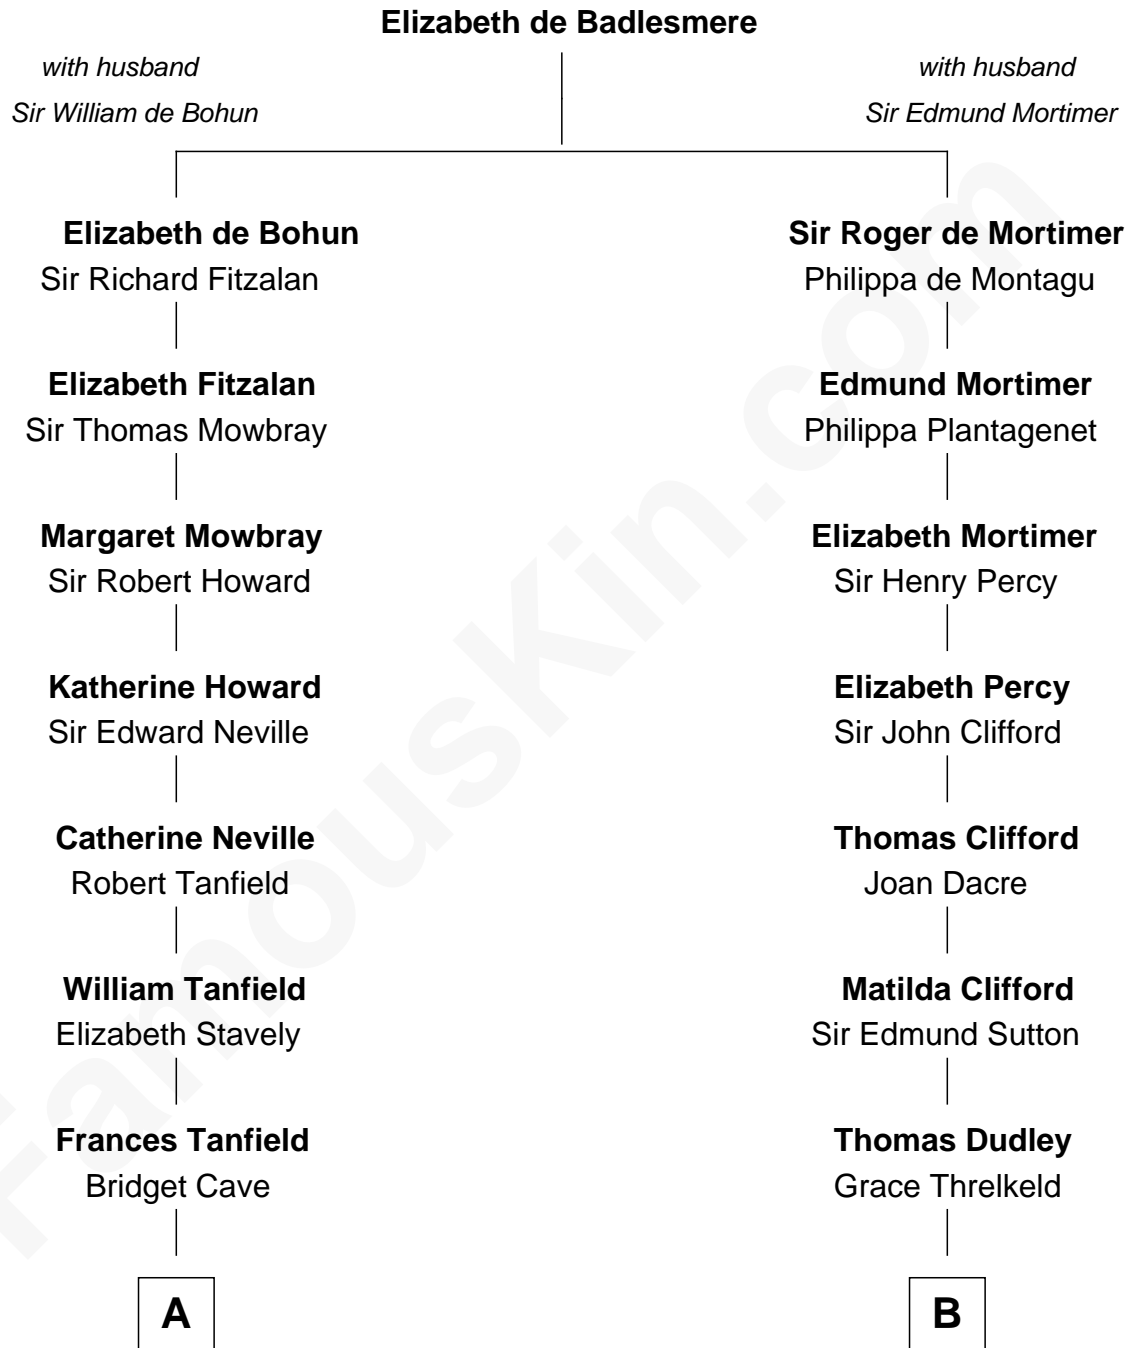 Elizabeth de Badlesmere
with husband
Sir William de Bohun
with husband
Sir Edmund Mortimer
Elizabeth de Bohun
Sir Richard Fitzalan
Sir Roger de Mortimer
Philippa de Montagu
Elizabeth Fitzalan
Sir Thomas Mowbray
Edmund Mortimer
Philippa Plantagenet
Margaret Mowbray
Sir Robert Howard
Elizabeth Mortimer
Sir Henry Percy
Katherine Howard
Sir Edward Neville
Elizabeth Percy
Sir John Clifford
Catherine Neville
Robert Tanfield
Thomas Clifford
Joan Dacre
William Tanfield
Elizabeth Stavely
Matilda Clifford
Sir Edmund Sutton
Frances Tanfield
Bridget Cave
Thomas Dudley
Grace Threlkeld
A
B
FamousKin.com